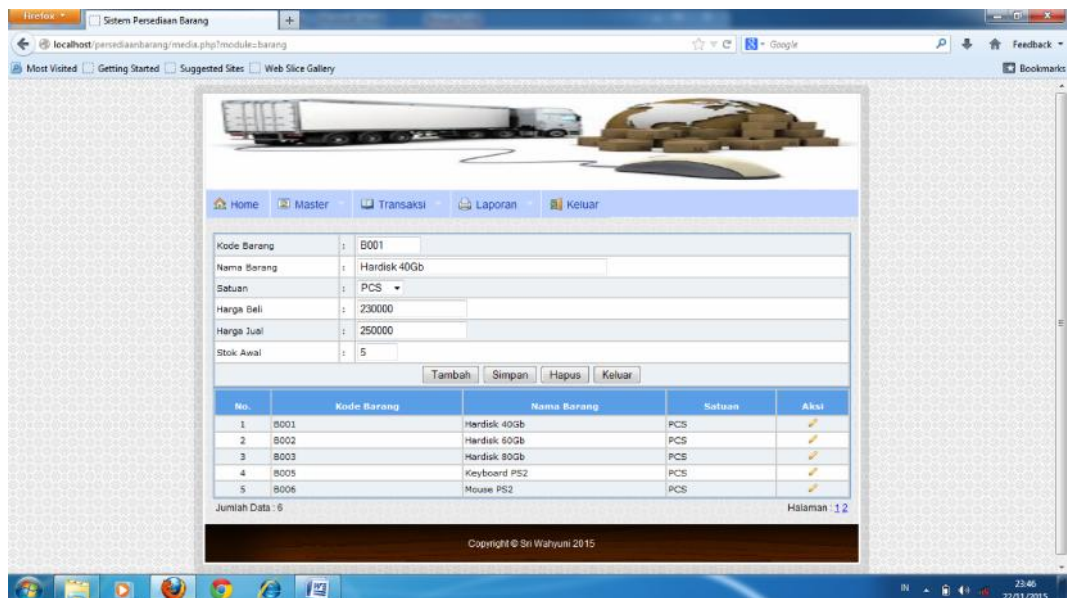 Firefox
Sistem Persediaan Barang
+
localhost/persediaanbarang/media.php?module=barang
Google
Feedback
Most Visited Getting Started Suggested Sites Web Slice Gallery
Bookmarks
Home Master Transaksi Laporan Keluar
Kode Barang : B001
Nama Barang : Hardisk 40Gb
Satuan : PCS
Harga Beli : 230000
Harga Jual : 250000
Stok Awal : 5
Tambah Simpan Hapus Keluar
No. Kode Barang Nama Barang Satuan Aksi
1 B001 Hardisk 40Gb PCS
2 B002 Hardisk 60Gb PCS
3 B003 Hardisk 80Gb PCS
4 B005 Keyboard PS2 PCS
5 B006 Mouse PS2 PCS
Jumlah Data : 6 Halaman : 1 2
Copyright © Sri Wahyuni 2015
IN 23:46
22/11/2015